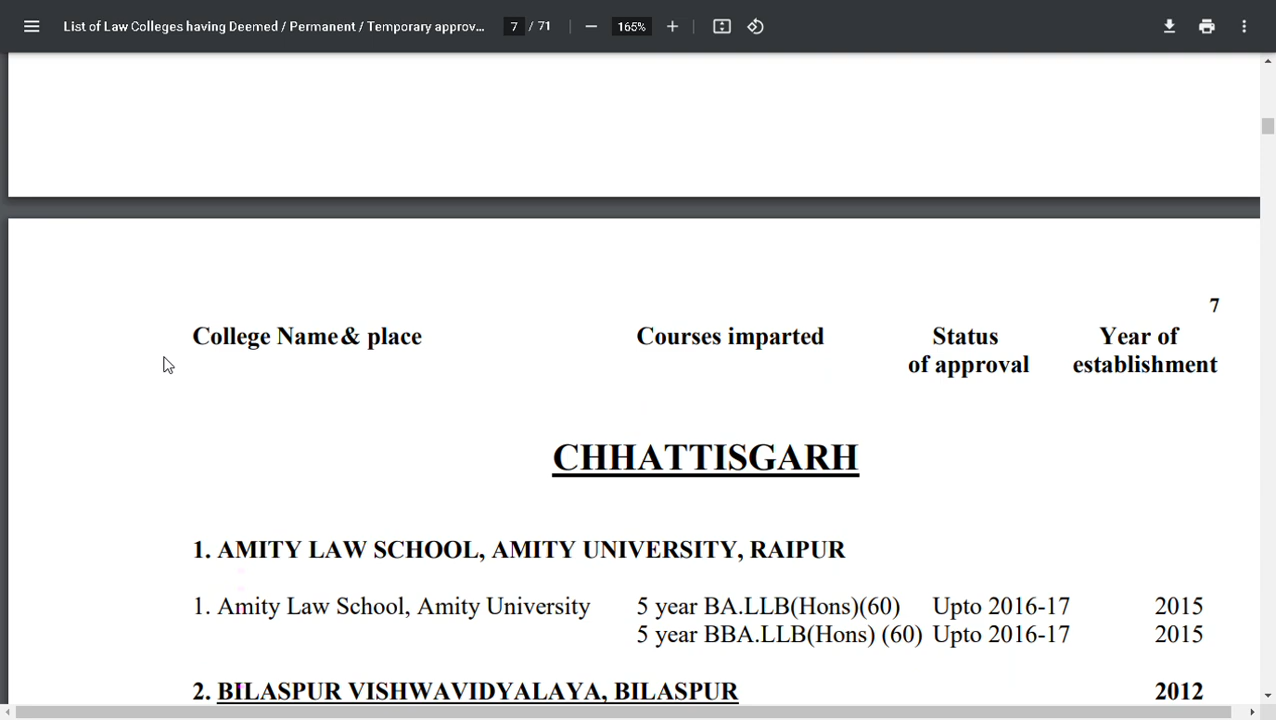 List of Law Colleges having Deemed / Permanent / Temporary approv... 7 / 71 165%
7
College Name & place Courses imparted Status of approval Year of establishment
CHHATTISGARH
1. AMITY LAW SCHOOL, AMITY UNIVERSITY, RAIPUR
1. Amity Law School, Amity University 5 year BA.LLB(Hons)(60) Upto 2016-17 2015
5 year BBA.LLB(Hons) (60) Upto 2016-17 2015
2. BILASPUR VISHWAVIDYALAYA, BILASPUR 2012